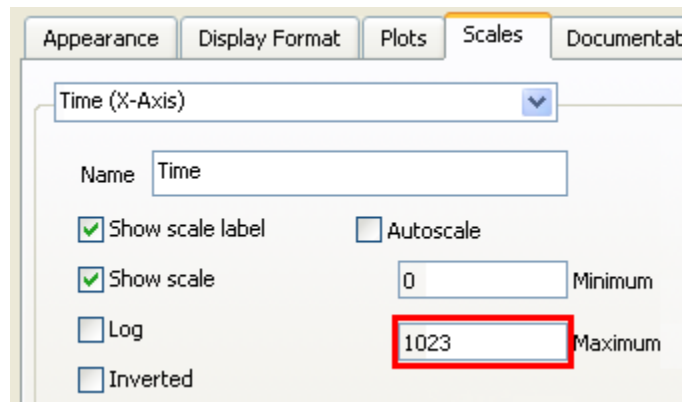 Appearance Display Format Plots Scales Documentat
Time (X-Axis)
Name Time
Show scale label Autoscale
Show scale 0 Minimum
Log 1023 Maximum
Inverted